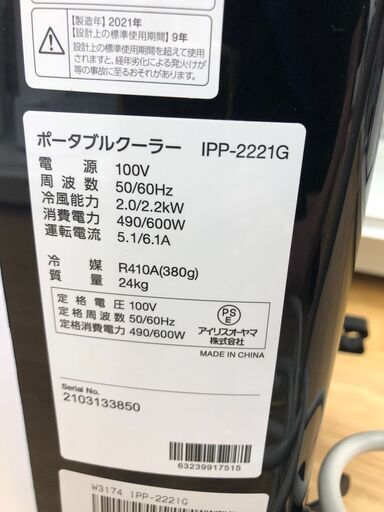 【製造年】2021年
【設計上の標準使用期間】9年
設計上の標準使用期間を超えて使用
されますと、経年劣化による発火けが
等の事故に至るおそれがあります。
ポータブルクーラー IPP-2221G
電源 100V
周波数 50/60Hz
冷風能力 2.0/2.2kW
消費電力 490/600W
運転電流 5.1/6.1A
冷媒 R410A(380g)
質量 24kg
定格電圧 100V
定格周波数 50/60Hz
定格消費電力 490/600W
PSE
アイリスオーヤマ
株式会社
MADE IN CHINA
Serial No.
2103133850
63239917515
W3174 IPP-2221G